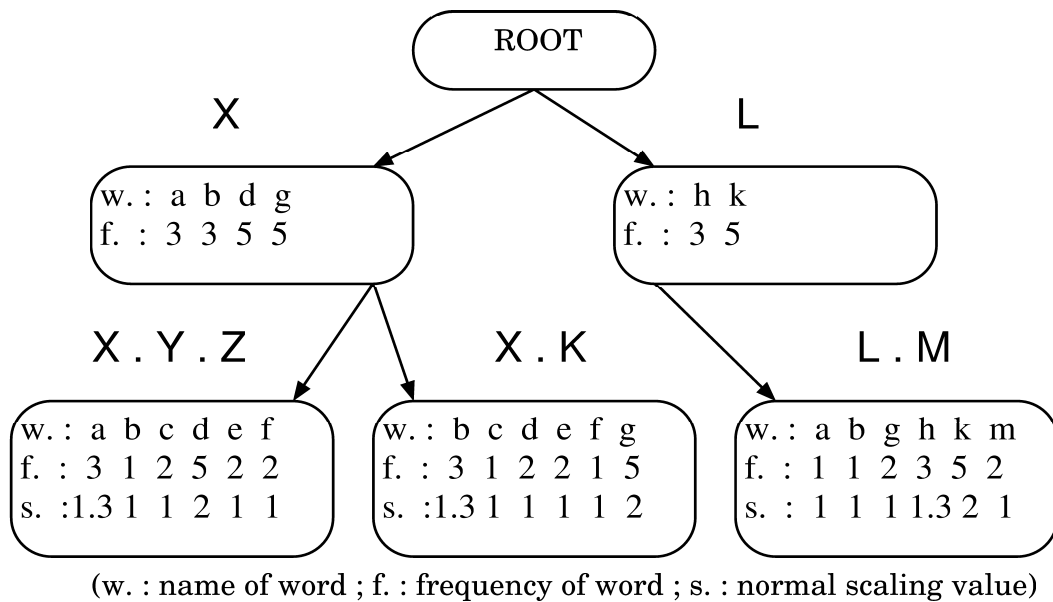 ROOT
X
L
w. : a b d g
f. : 3 3 5 5
w. : h k
f. : 3 5
X . Y . Z
X . K
L . M
w. : a b c d e f
f. : 3 1 2 5 2 2
s. :1.3 1 1 2 1 1
w. : b c d e f g
f. : 3 1 2 2 1 5
s. :1.3 1 1 1 1 2
w. : a b g h k m
f. : 1 1 2 3 5 2
s. : 1 1 1 1.3 2 1
(w. : name of word ; f. : frequency of word ; s. : normal scaling value)